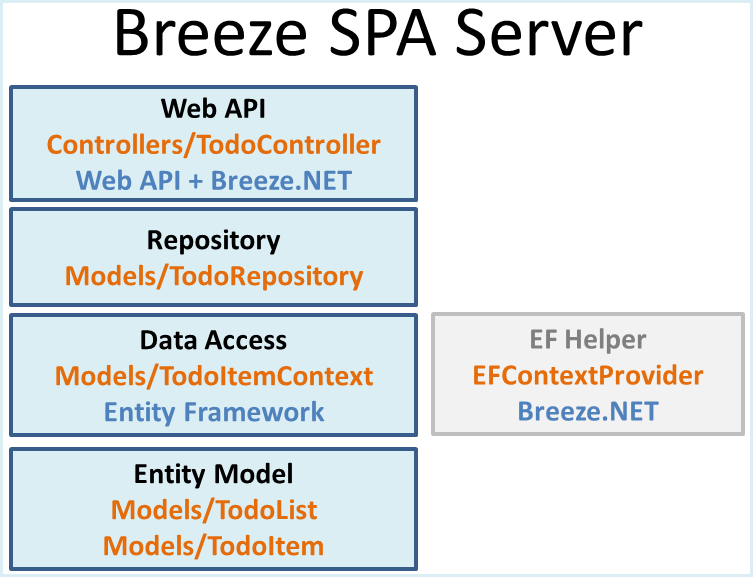 Breeze SPA Server
Web API
Controllers/TodoController
Web API + Breeze.NET
Repository
Models/TodoRepository
Data Access
Models/TodoItemContext
Entity Framework
EF Helper
EFContextProvider
Breeze.NET
Entity Model
Models/TodoList
Models/TodoItem